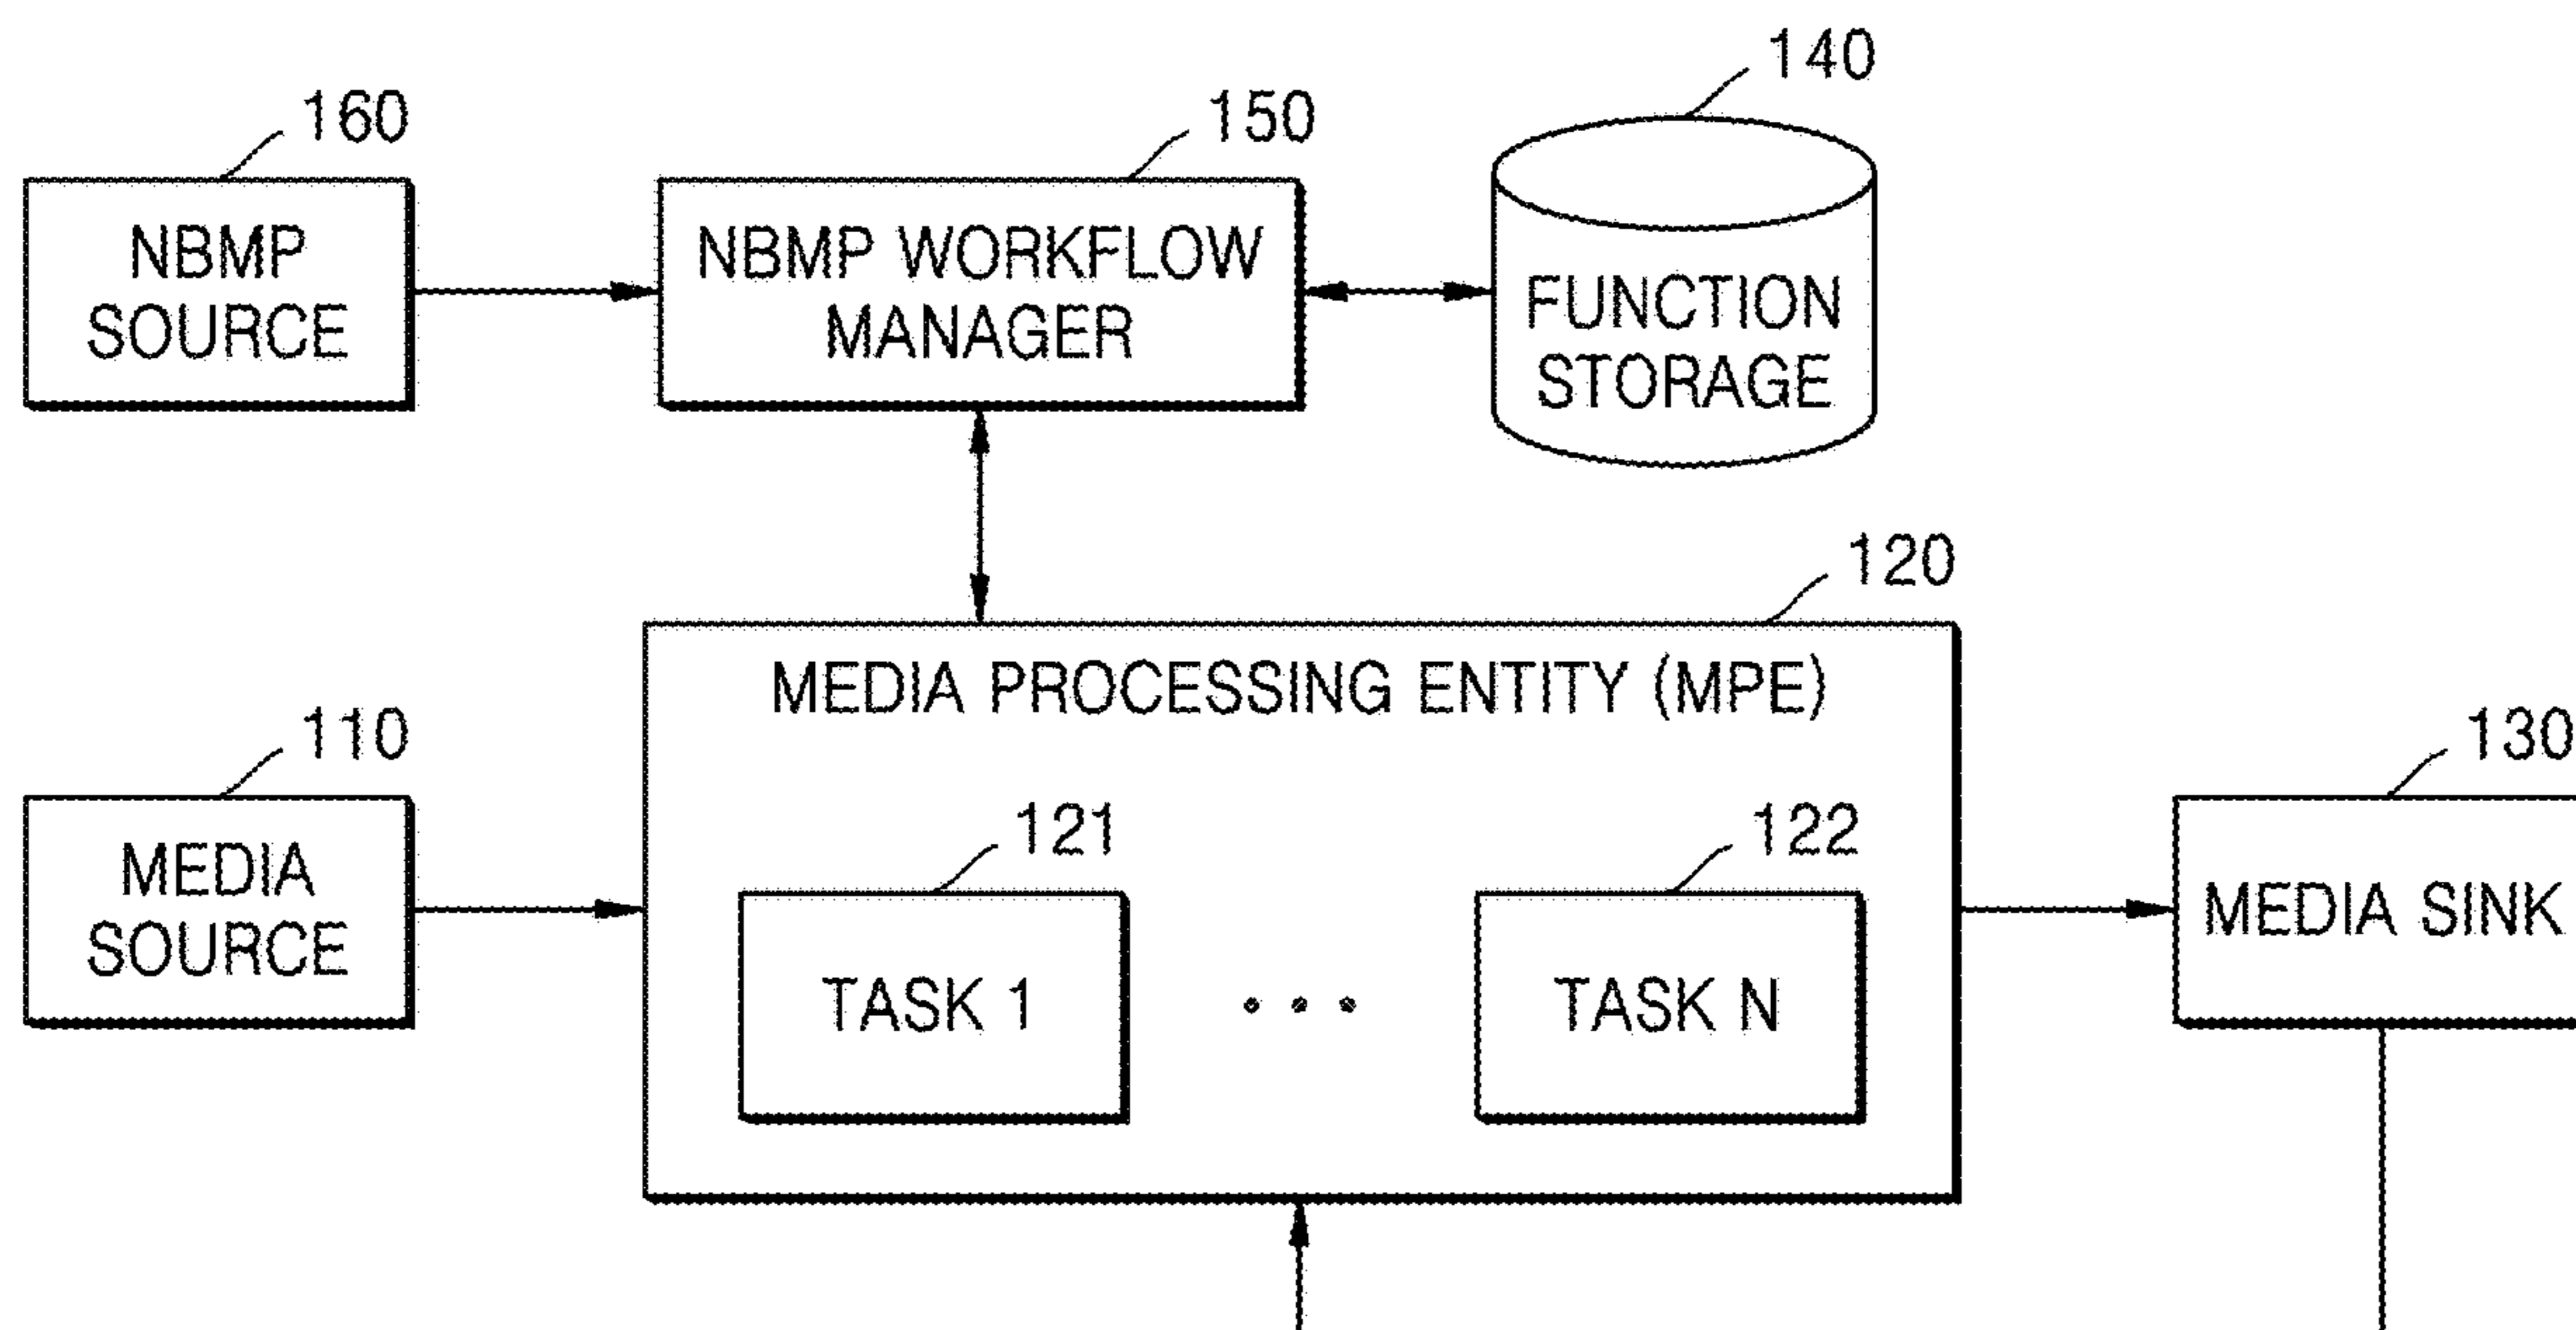 140
160
150
NBMP
SOURCE
NBMP WORKFLOW
MANAGER
FUNCTION
STORAGE
120
MEDIA PROCESSING ENTITY (MPE)
110
130
121
122
MEDIA
SOURCE
MEDIA SINK
TASK 1
• • •
TASK N